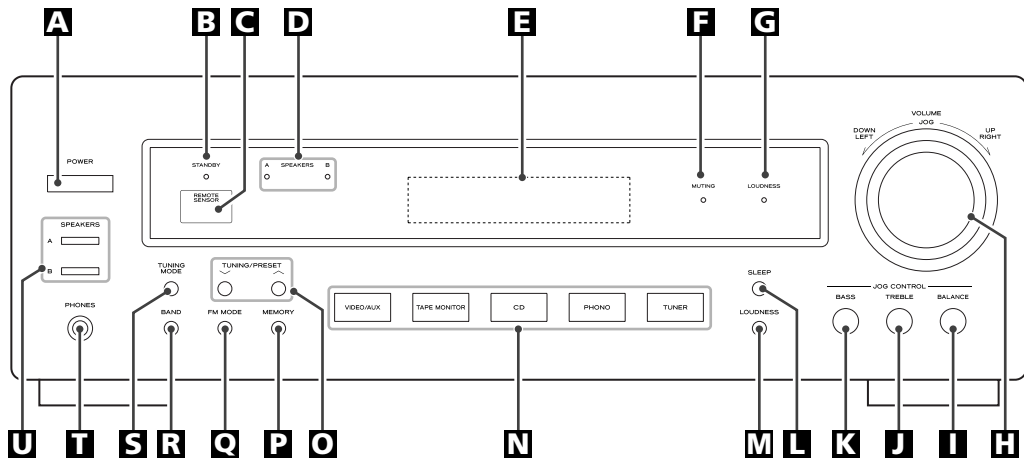 A B C D E F G
VOLUME
JOG
DOWN LEFT
UP RIGHT
POWER
STANDBY
A SPEAKERS B
REMOTE SENSOR
MUTING
LOUDNESS
SPEAKERS
A
B
TUNING MODE
TUNING/PRESET
SLEEP
JOG CONTROL
BASS TREBLE BALANCE
PHONES
BAND
FM MODE
MEMORY
VIDEO/AUX
TAPE MONITOR
CD
PHONO
TUNER
LOUDNESS
U T S R Q P O N M L K J I H